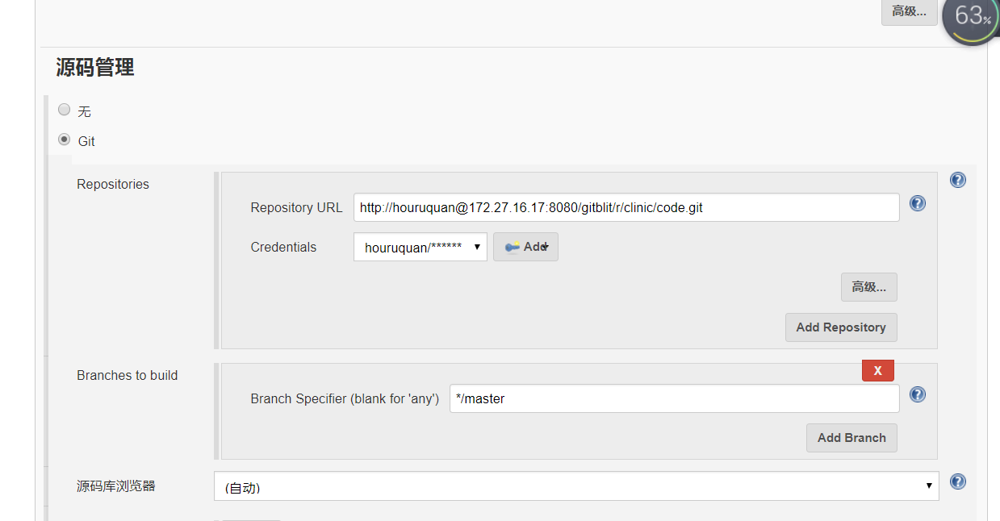 高级...
63%
源码管理
无
Git
Repositories
Repository URL
http://houruquan@172.27.16.17:8080/gitblit/r/clinic/code.git
Credentials
houruquan/******
Add
高级...
Add Repository
Branches to build
X
Branch Specifier (blank for 'any')
*/master
Add Branch
源码库浏览器
(自动)